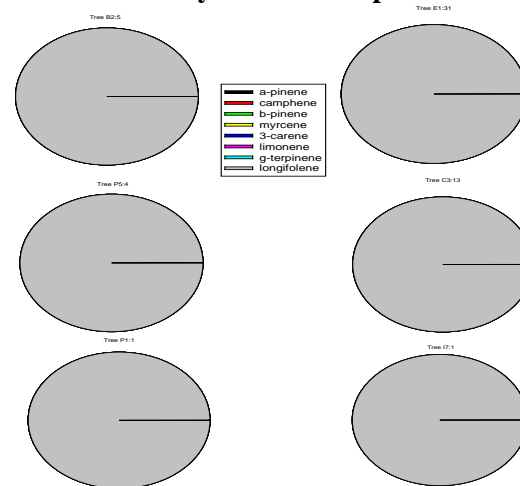 Tree B2:5
Tree E1:31
a-pinene
camphene
b-pinene
myrcene
3-carene
limonene
g-terpinene
longifolene
Tree P5:4
Tree C3:13
Tree P1:1
Tree I7:1